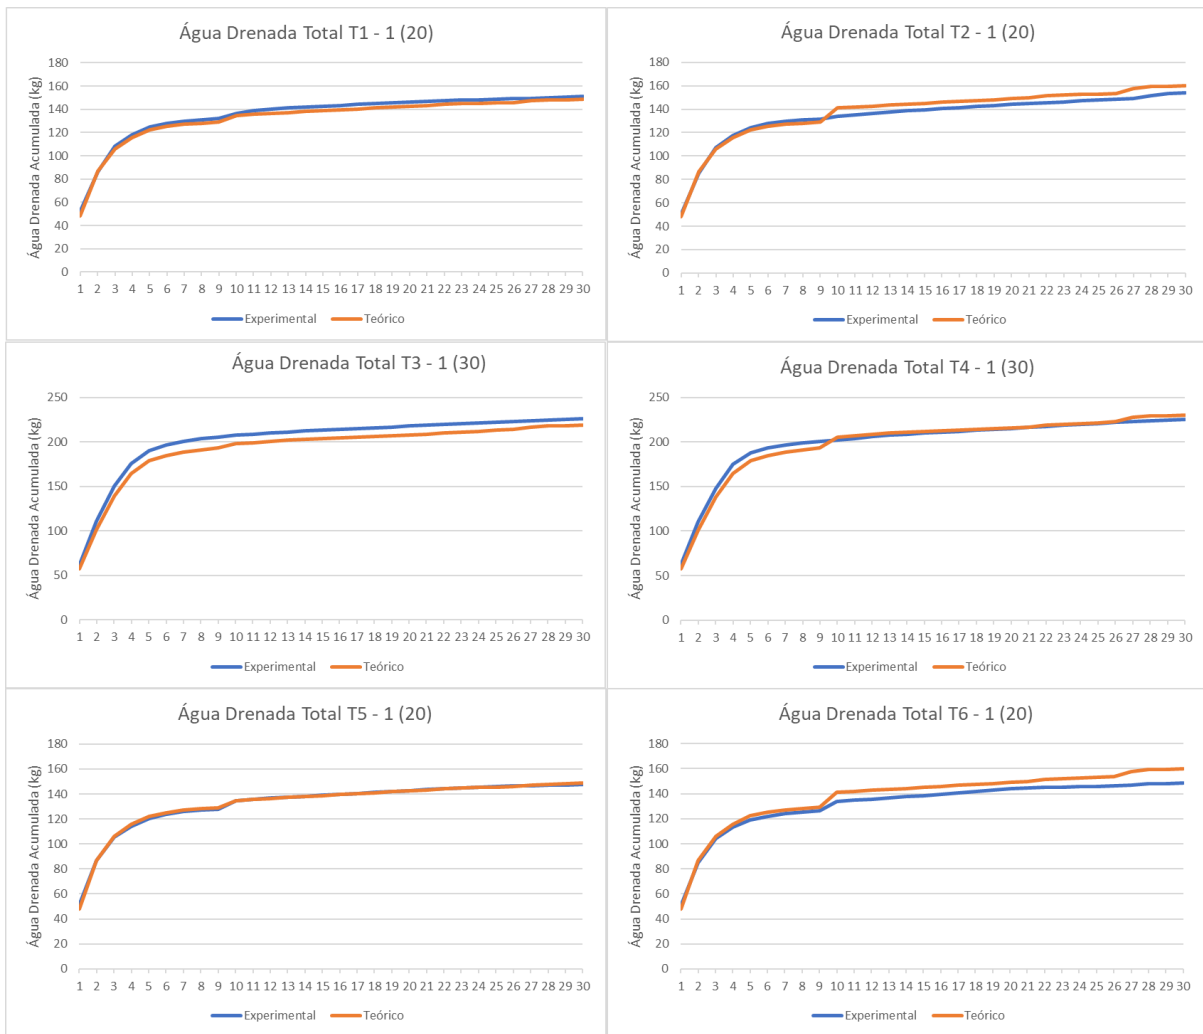 Água Drenada Total T1 - 1 (20)
Água Drenada Acumulada (kg)
180
160
140
120
100
80
60
40
20
0
1 2 3 4 5 6 7 8 9 10 11 12 13 14 15 16 17 18 19 20 21 22 23 24 25 26 27 28 29 30
Experimental Teórico
Água Drenada Total T2 - 1 (20)
Água Drenada Acumulada (kg)
180
160
140
120
100
80
60
40
20
0
1 2 3 4 5 6 7 8 9 10 11 12 13 14 15 16 17 18 19 20 21 22 23 24 25 26 27 28 29 30
Experimental Teórico
Água Drenada Total T3 - 1 (30)
Água Drenada Acumulada (kg)
250
200
150
100
50
0
1 2 3 4 5 6 7 8 9 10 11 12 13 14 15 16 17 18 19 20 21 22 23 24 25 26 27 28 29 30
Experimental Teórico
Água Drenada Total T4 - 1 (30)
Água Drenada Acumulada (kg)
250
200
150
100
50
0
1 2 3 4 5 6 7 8 9 10 11 12 13 14 15 16 17 18 19 20 21 22 23 24 25 26 27 28 29 30
Experimental Teórico
Água Drenada Total T5 - 1 (20)
Água Drenada Acumulada (kg)
180
160
140
120
100
80
60
40
20
0
1 2 3 4 5 6 7 8 9 10 11 12 13 14 15 16 17 18 19 20 21 22 23 24 25 26 27 28 29 30
Experimental Teórico
Água Drenada Total T6 - 1 (20)
Água Drenada Acumulada (kg)
180
160
140
120
100
80
60
40
20
0
1 2 3 4 5 6 7 8 9 10 11 12 13 14 15 16 17 18 19 20 21 22 23 24 25 26 27 28 29 30
Experimental Teórico